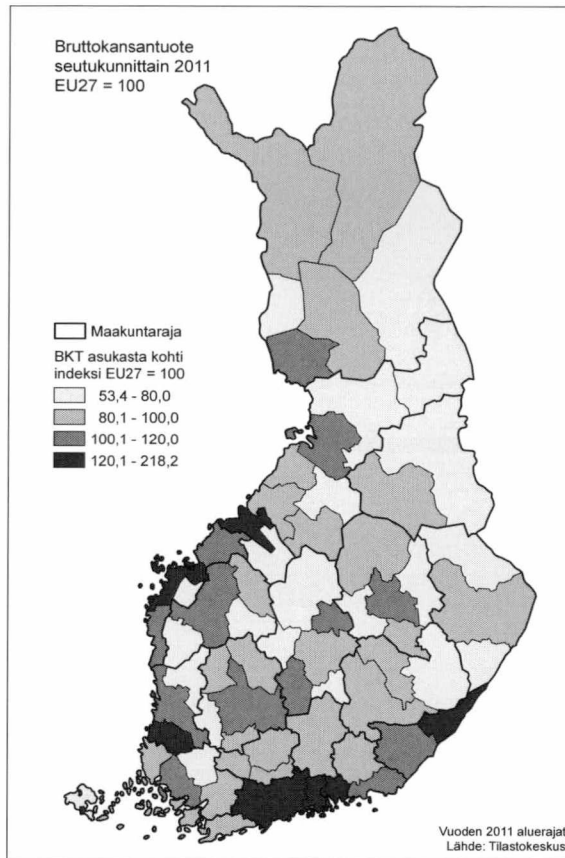 Bruttokansantuote
seutukunnittain 2011
EU27 = 100
Maakuntaraja
BKT asukasta kohti
indeksi EU27 = 100
53,4 - 80,0
80,1 - 100,0
100,1 - 120,0
120,1 - 218,2
Vuoden 2011 aluerajat
Lähde: Tilastokeskus